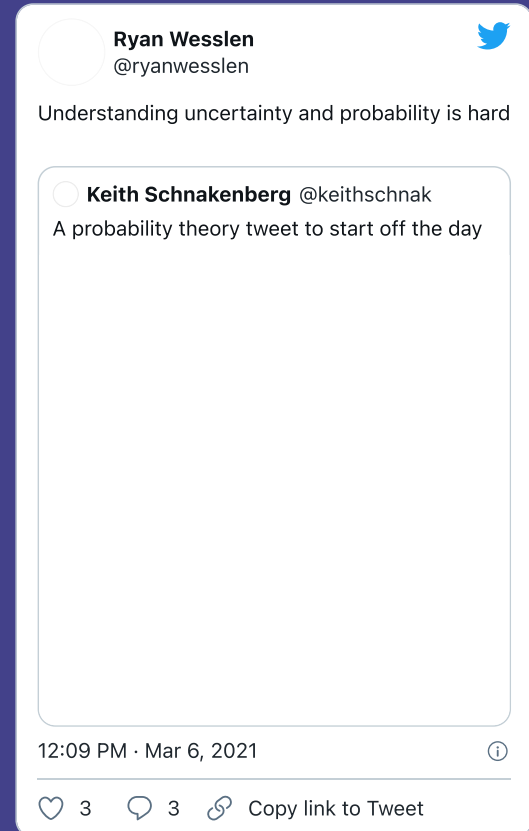 Ryan Wesslen
@ryanwesslen
Understanding uncertainty and probability is hard
Keith Schnakenberg @keithschnak
A probability theory tweet to start off the day
12:09 PM · Mar 6, 2021
3 3 Copy link to Tweet